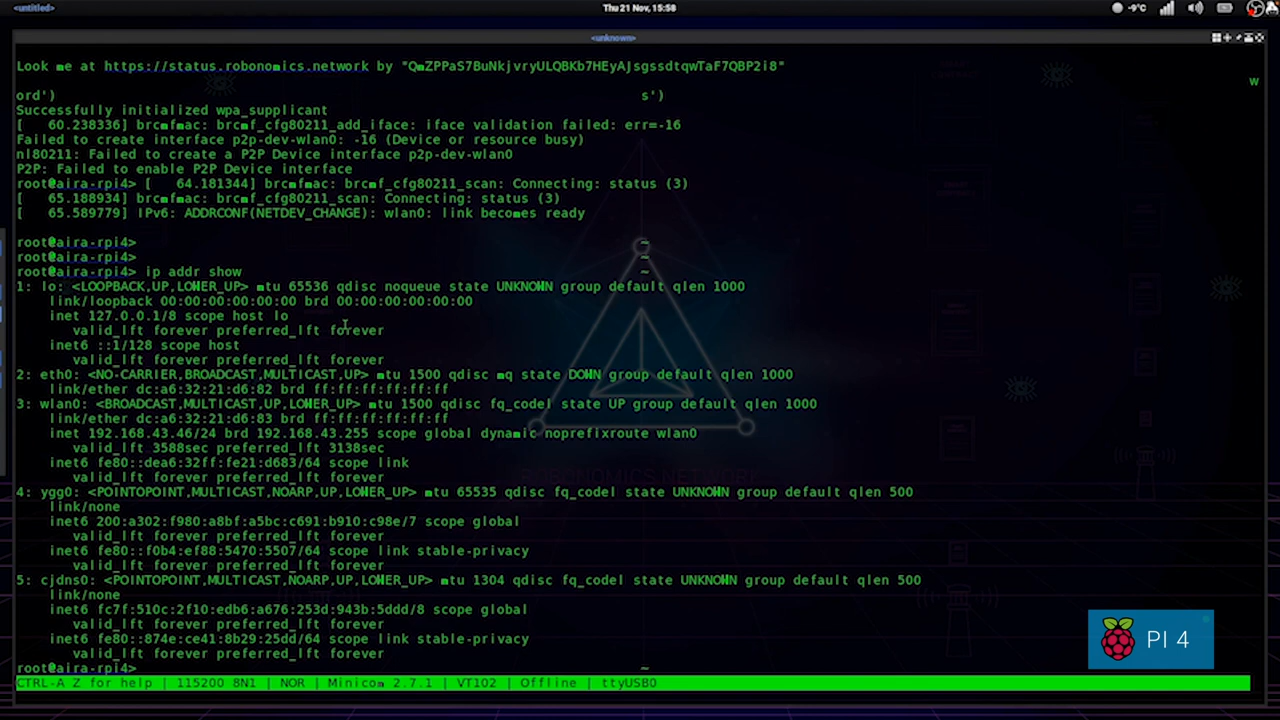 <untitled>
Thu 21 Nov, 15:58
-9°C
<unknown>
Look me at https://status.robonomics.network by "QmZPPaS7BuNkjvryULQBKb7HEyAJsgssdtqwTaF7QBP2i8"
w
ord') s')
Successfully initialized wpa_supplicant
[ 60.238336] brcmfmac: brcmf_cfg80211_add_iface: iface validation failed: err=-16
Failed to create interface p2p-dev-wlan0: -16 (Device or resource busy)
nl80211: Failed to create a P2P Device interface p2p-dev-wlan0
P2P: Failed to enable P2P Device interface
root@aira-rpi4> [ 64.181344] brcmfmac: brcmf_cfg80211_scan: Connecting: status (3)
[ 65.188934] brcmfmac: brcmf_cfg80211_scan: Connecting: status (3)
[ 65.589779] IPv6: ADDRCONF(NETDEV_CHANGE): wlan0: link becomes ready
root@aira-rpi4> ~
root@aira-rpi4> ~
root@aira-rpi4> ip addr show ~
1: lo: <LOOPBACK,UP,LOWER_UP> mtu 65536 qdisc noqueue state UNKNOWN group default qlen 1000
link/loopback 00:00:00:00:00:00 brd 00:00:00:00:00:00
inet 127.0.0.1/8 scope host lo
valid_lft forever preferred_lft forever
inet6 ::1/128 scope host
valid_lft forever preferred_lft forever
2: eth0: <NO-CARRIER,BROADCAST,MULTICAST,UP> mtu 1500 qdisc mq state DOWN group default qlen 1000
link/ether dc:a6:32:21:d6:82 brd ff:ff:ff:ff:ff:ff
3: wlan0: <BROADCAST,MULTICAST,UP,LOWER_UP> mtu 1500 qdisc fq_codel state UP group default qlen 1000
link/ether dc:a6:32:21:d6:83 brd ff:ff:ff:ff:ff:ff
inet 192.168.43.46/24 brd 192.168.43.255 scope global dynamic noprefixroute wlan0
valid_lft 3588sec preferred_lft 3138sec
inet6 fe80::dea6:32ff:fe21:d683/64 scope link
valid_lft forever preferred_lft forever
4: ygg0: <POINTOPOINT,MULTICAST,NOARP,UP,LOWER_UP> mtu 65535 qdisc fq_codel state UNKNOWN group default qlen 500
link/none
inet6 200:a302:f980:a8bf:a5bc:c691:b910:c98e/7 scope global
valid_lft forever preferred_lft forever
inet6 fe80::f0b4:ef88:5470:5507/64 scope link stable-privacy
valid_lft forever preferred_lft forever
5: cjdns0: <POINTOPOINT,MULTICAST,NOARP,UP,LOWER_UP> mtu 1304 qdisc fq_codel state UNKNOWN group default qlen 500
link/none
inet6 fc7f:510c:2f10:edb6:a676:253d:943b:5ddd/8 scope global
valid_lft forever preferred_lft forever
inet6 fe80::874e:ce41:8b29:25dd/64 scope link stable-privacy
valid_lft forever preferred_lft forever
root@aira-rpi4> ~
CTRL-A Z for help | 115200 8N1 | NOR | Minicom 2.7.1 | VT102 | Offline | ttyUSB0
ROBONOMICS NETWORK
PI 4